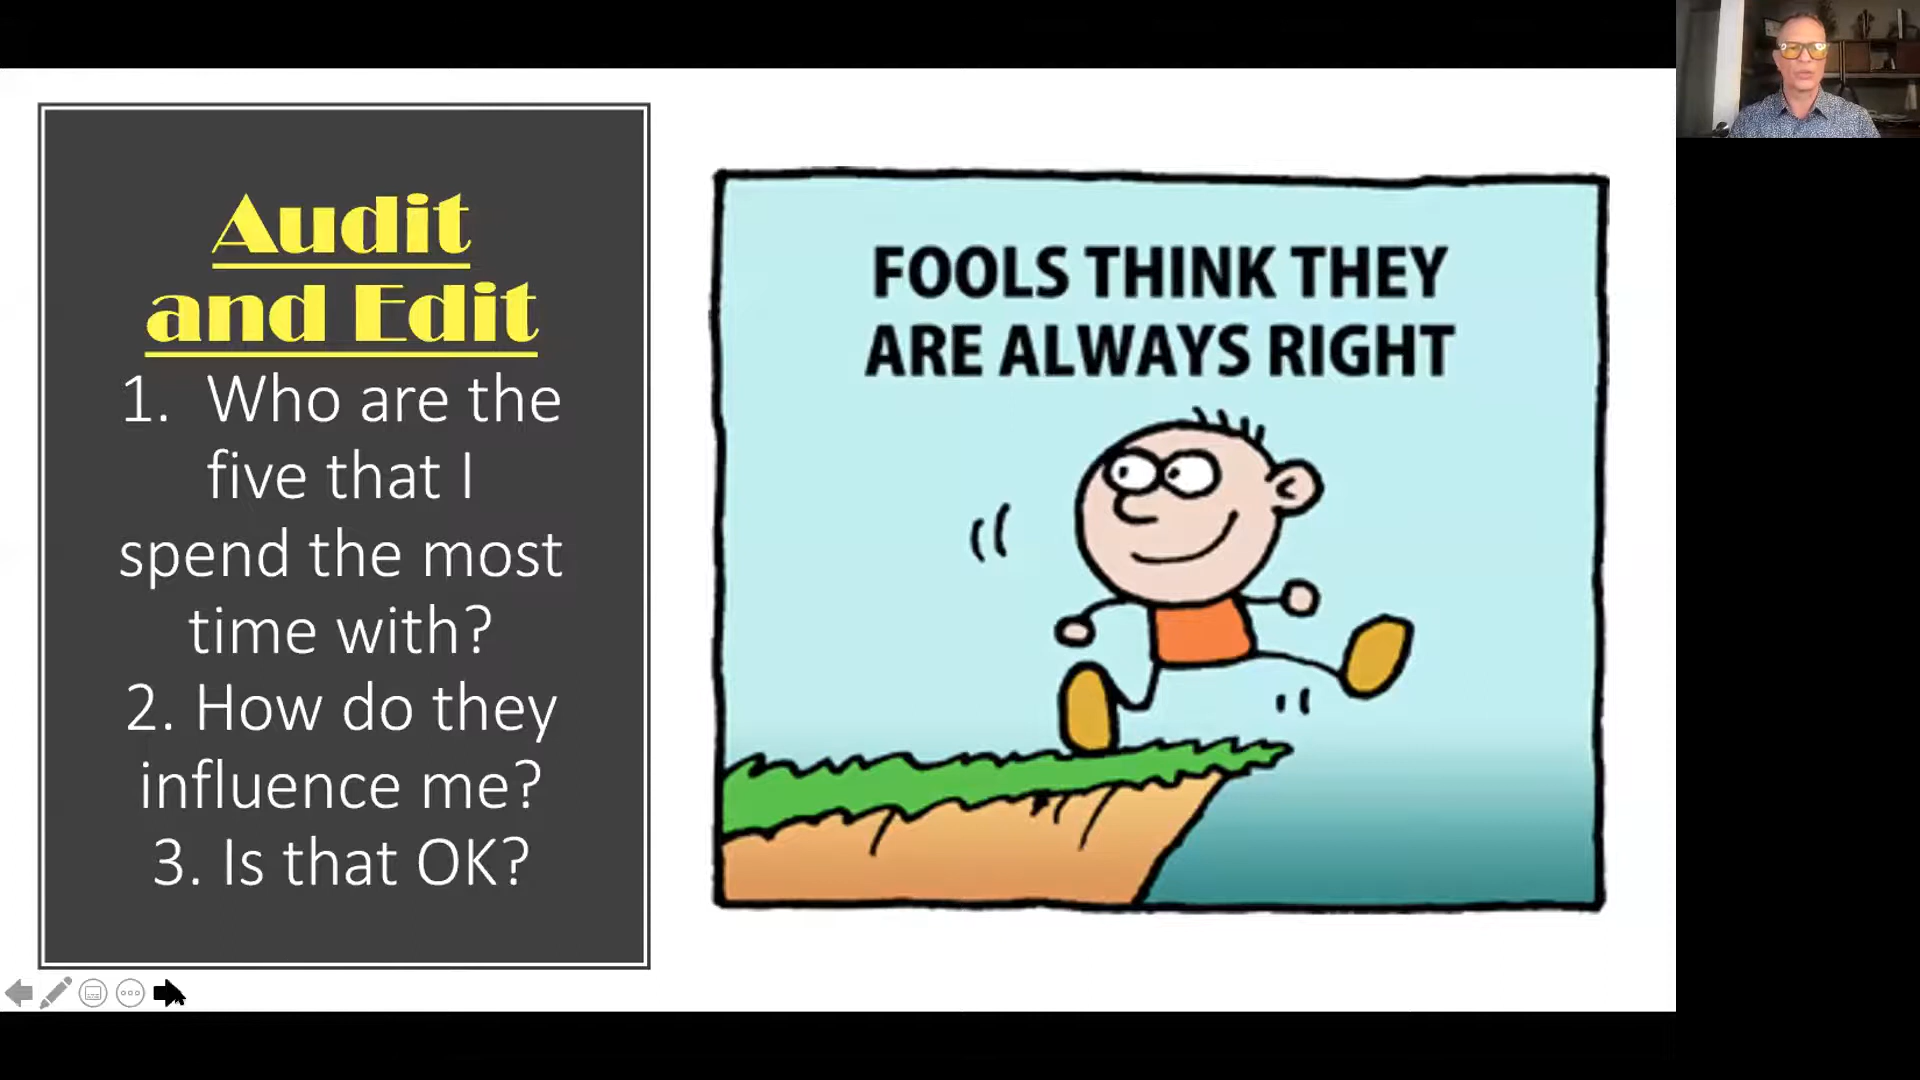 Audit
and Edit
1. Who are the
five that I
spend the most
time with?
2. How do they
influence me?
3. Is that OK?
FOOLS THINK THEY
ARE ALWAYS RIGHT